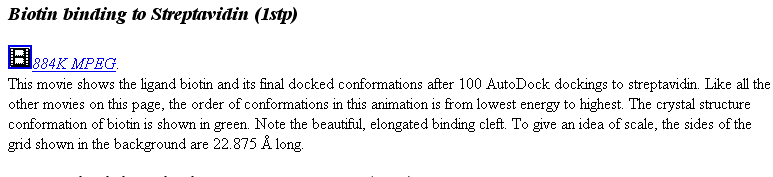 Biotin binding to Streptavidin (1stp)
884K MPEG.
This movie shows the ligand biotin and its final docked conformations after 100 AutoDock dockings to streptavidin. Like all the
other movies on this page, the order of conformations in this animation is from lowest energy to highest. The crystal structure
conformation of biotin is shown in green. Note the beautiful, elongated binding cleft. To give an idea of scale, the sides of the
grid shown in the background are 22.875 Å long.